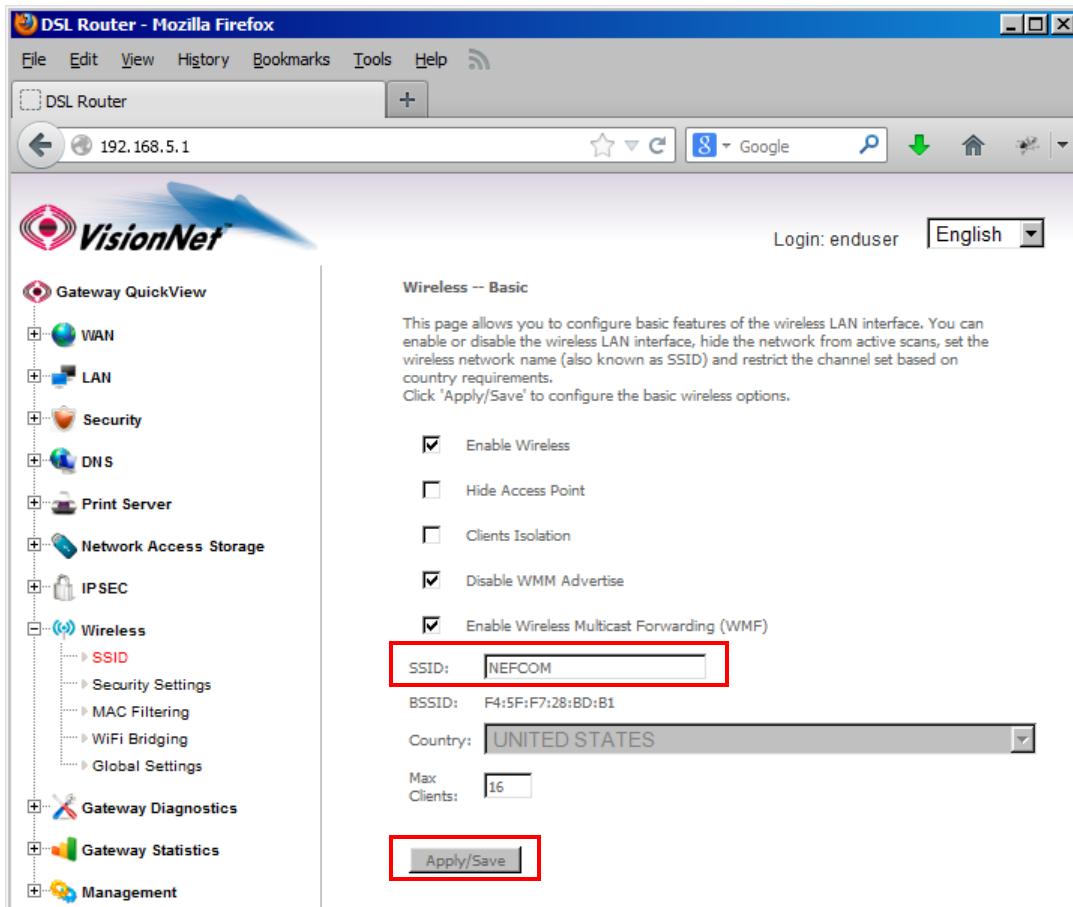 DSL Router - Mozilla Firefox
File Edit View History Bookmarks Tools Help
DSL Router
192.168.5.1
8 Google
VisionNet™
Login: enduser English
Gateway QuickView
WAN
LAN
Security
DNS
Print Server
Network Access Storage
IPSEC
Wireless
SSID
Security Settings
MAC Filtering
WiFi Bridging
Global Settings
Gateway Diagnostics
Gateway Statistics
Management
Wireless -- Basic
This page allows you to configure basic features of the wireless LAN interface. You can
enable or disable the wireless LAN interface, hide the network from active scans, set the
wireless network name (also known as SSID) and restrict the channel set based on
country requirements.
Click 'Apply/Save' to configure the basic wireless options.
Enable Wireless
Hide Access Point
Clients Isolation
Disable WMM Advertise
Enable Wireless Multicast Forwarding (WMF)
SSID: NEFCOM
BSSID: F4:5F:F7:28:BD:B1
Country: UNITED STATES
Max
Clients: 16
Apply/Save